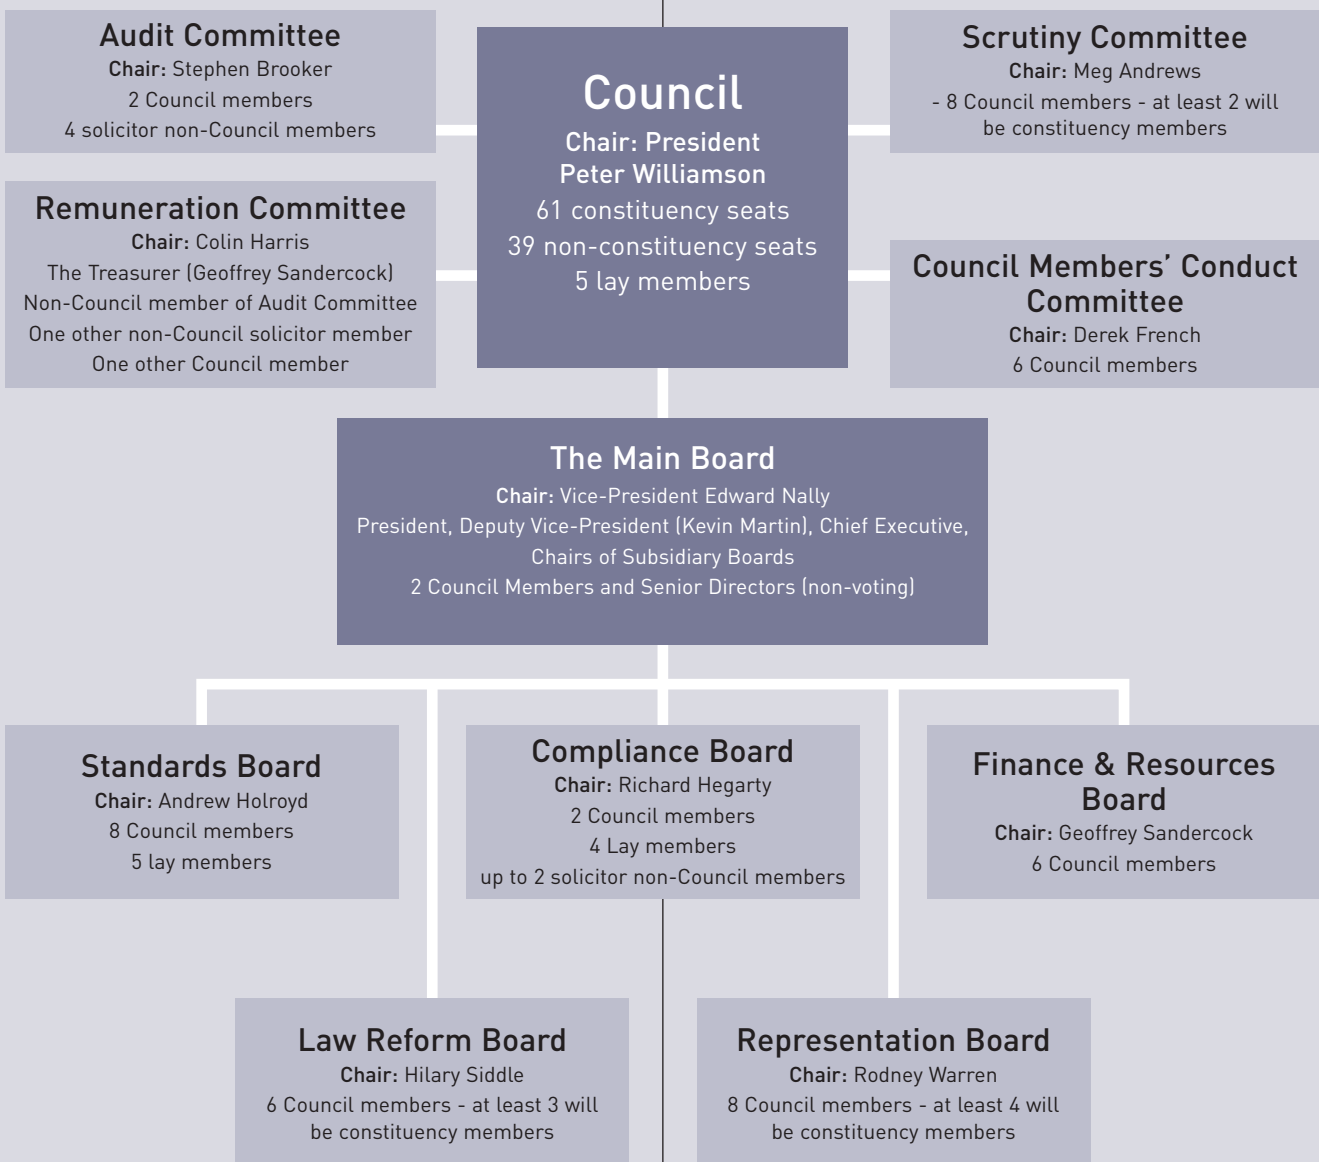 Audit Committee
Chair: Stephen Brooker
2 Council members
4 solicitor non-Council members
Remuneration Committee
Chair: Colin Harris
The Treasurer (Geoffrey Sandercock)
Non-Council member of Audit Committee
One other non-Council solicitor member
One other Council member
Council
Chair: President
Peter Williamson
61 constituency seats
39 non-constituency seats
5 lay members
Scrutiny Committee
Chair: Meg Andrews
- 8 Council members - at least 2 will
be constituency members
Council Members’ Conduct
Committee
Chair: Derek French
6 Council members
The Main Board
Chair: Vice-President Edward Nally
President, Deputy Vice-President (Kevin Martin), Chief Executive,
Chairs of Subsidiary Boards
2 Council Members and Senior Directors (non-voting)
Standards Board
Chair: Andrew Holroyd
8 Council members
5 lay members
Compliance Board
Chair: Richard Hegarty
2 Council members
4 Lay members
up to 2 solicitor non-Council members
Finance & Resources
Board
Chair: Geoffrey Sandercock
6 Council members
Law Reform Board
Chair: Hilary Siddle
6 Council members - at least 3 will
be constituency members
Representation Board
Chair: Rodney Warren
8 Council members - at least 4 will
be constituency members